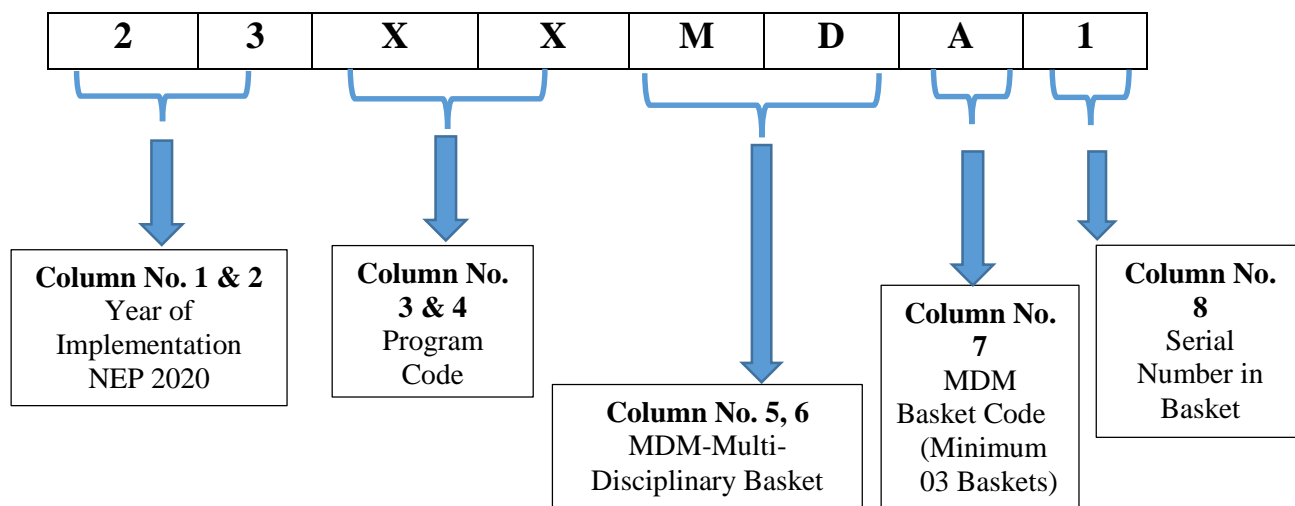 2 3 X X M D A 1
Column No. 1 & 2
Year of
Implementation
NEP 2020
Column No.
3 & 4
Program
Code
Column No. 5, 6
MDM-Multi-
Disciplinary Basket
Column No.
7
MDM
Basket Code
(Minimum
03 Baskets)
Column No.
8
Serial
Number in
Basket